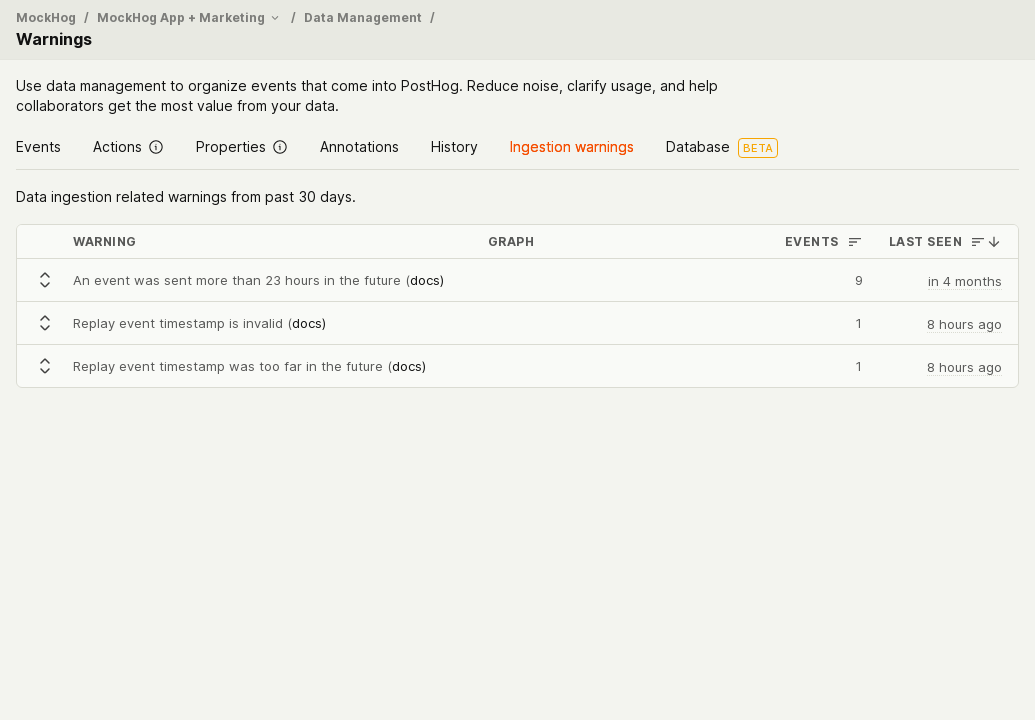 MockHog / MockHog App + Marketing / Data Management /
Warnings
Use data management to organize events that come into PostHog. Reduce noise, clarify usage, and help
collaborators get the most value from your data.
Events Actions Properties Annotations History Ingestion warnings Database BETA
Data ingestion related warnings from past 30 days.
WARNING GRAPH EVENTS LAST SEEN
An event was sent more than 23 hours in the future (docs) 9 in 4 months
Replay event timestamp is invalid (docs) 1 8 hours ago
Replay event timestamp was too far in the future (docs) 1 8 hours ago